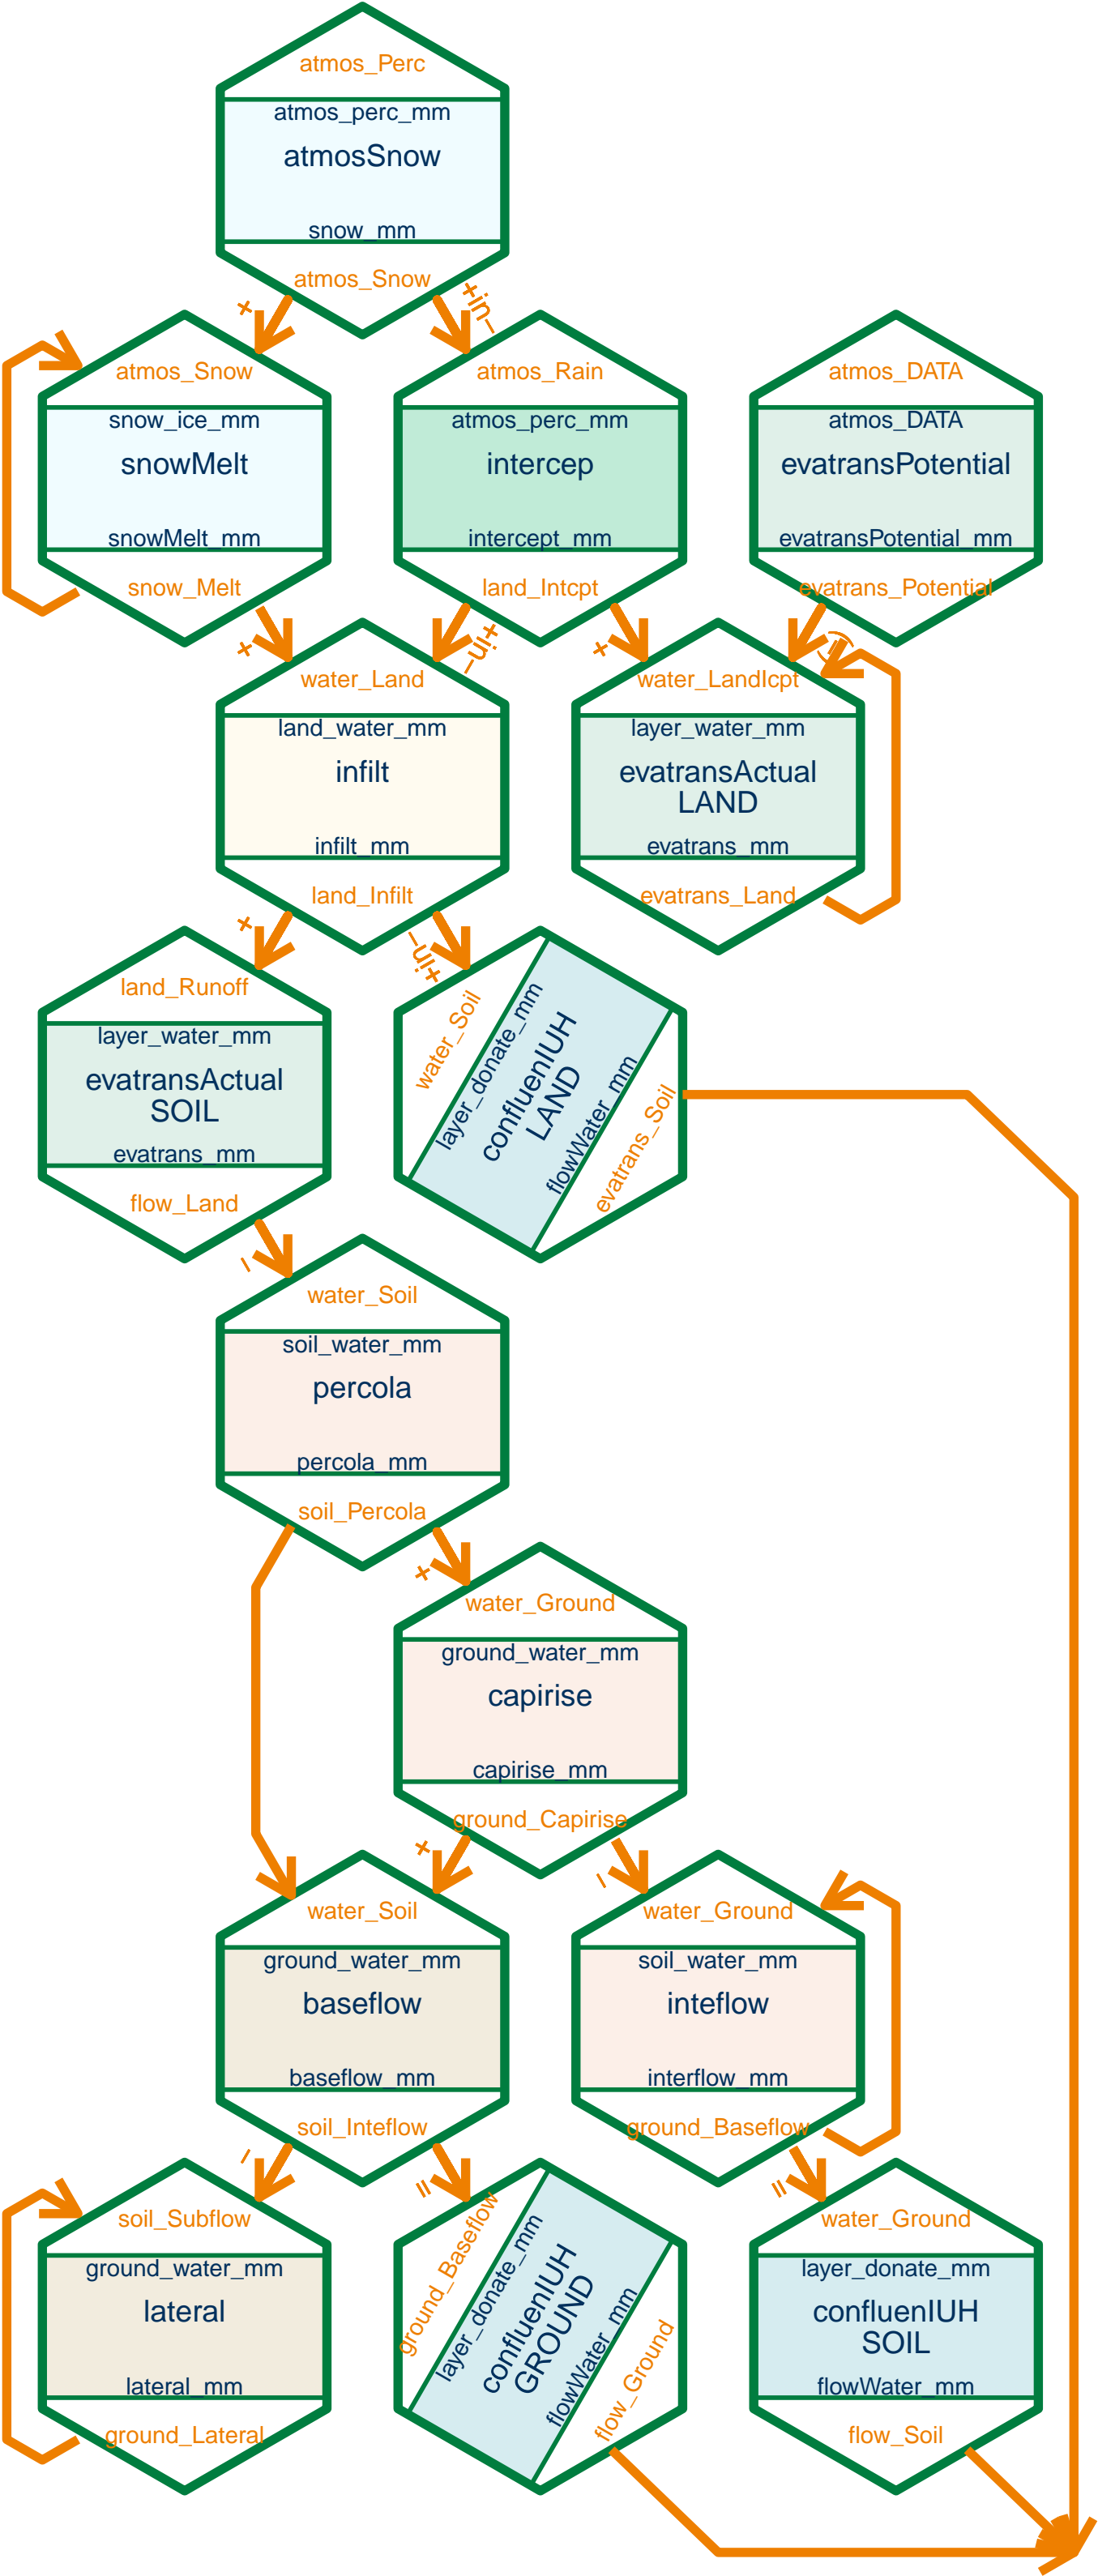 atmos_Perc
atmos_perc_mm
atmosSnow
snow_mm
atmos_Snow
+
+in−
atmos_Snow
snow_ice_mm
snowMelt
snowMelt_mm
snow_Melt
atmos_Rain
atmos_perc_mm
intercep
intercept_mm
land_Intcpt
atmos_DATA
atmos_DATA
evatransPotential
evatransPotential_mm
evatrans_Potential
+
+in−
+
water_Land
land_water_mm
infilt
infilt_mm
land_Infilt
water_LandIcpt
layer_water_mm
evatransActual
LAND
evatrans_mm
evatrans_Land
+
+in−
land_Runoff
layer_water_mm
evatransActual
SOIL
evatrans_mm
flow_Land
water_Soil
layer_donate_mm
confluenIUH
LAND
flowWater_mm
evatrans_Soil
−
water_Soil
soil_water_mm
percola
percola_mm
soil_Percola
+
water_Ground
ground_water_mm
capirise
capirise_mm
ground_Capirise
+
−
water_Soil
ground_water_mm
baseflow
baseflow_mm
soil_Inteflow
water_Ground
soil_water_mm
inteflow
interflow_mm
ground_Baseflow
−
=
=
soil_Subflow
ground_water_mm
lateral
lateral_mm
ground_Lateral
ground_Baseflow
layer_donate_mm
confluenIUH
GROUND
flowWater_mm
flow_Ground
water_Ground
layer_donate_mm
confluenIUH
SOIL
flowWater_mm
flow_Soil